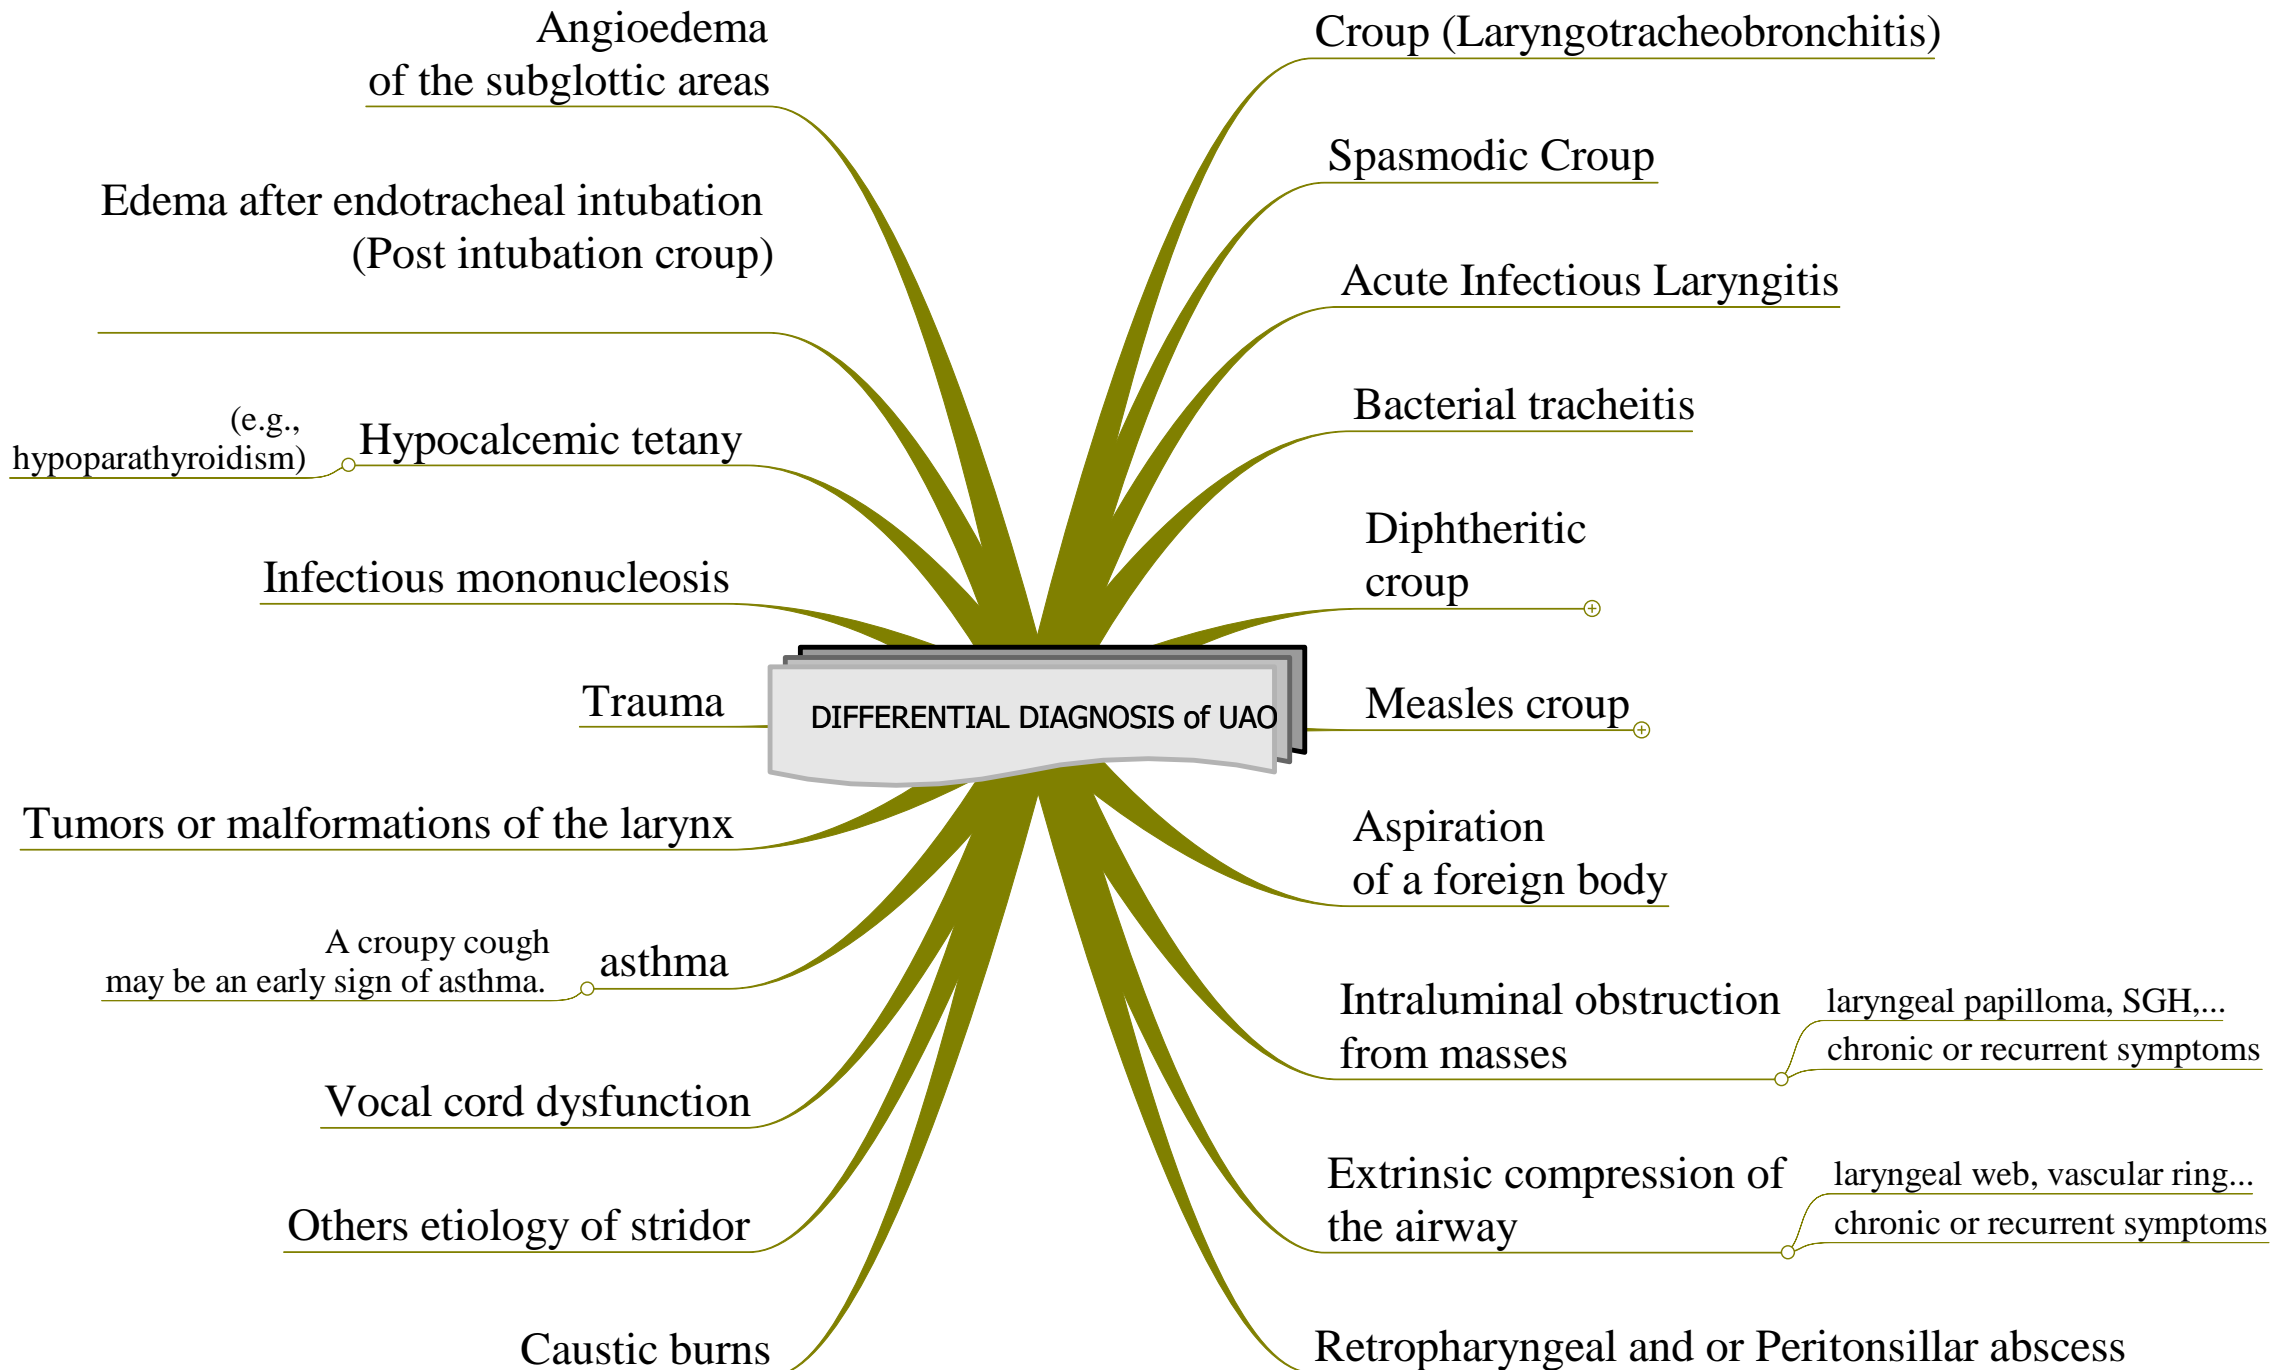 DIFFERENTIAL DIAGNOSIS of UAO
Croup (Laryngotracheobronchitis)
Spasmodic Croup
Acute Infectious Laryngitis
Bacterial tracheitis
Diphtheritic
croup
Measles croup
Aspiration
of a foreign body
Intraluminal obstruction
from masses
laryngeal papilloma, SGH,...
chronic or recurrent symptoms
Extrinsic compression of
the airway
laryngeal web, vascular ring...
chronic or recurrent symptoms
Retropharyngeal and or Peritonsillar abscess
Angioedema
of the subglottic areas
Edema after endotracheal intubation
(Post intubation croup)
Hypocalcemic tetany
(e.g.,
hypoparathyroidism)
Infectious mononucleosis
Trauma
Tumors or malformations of the larynx
asthma
A croupy cough
may be an early sign of asthma.
Vocal cord dysfunction
Others etiology of stridor
Caustic burns